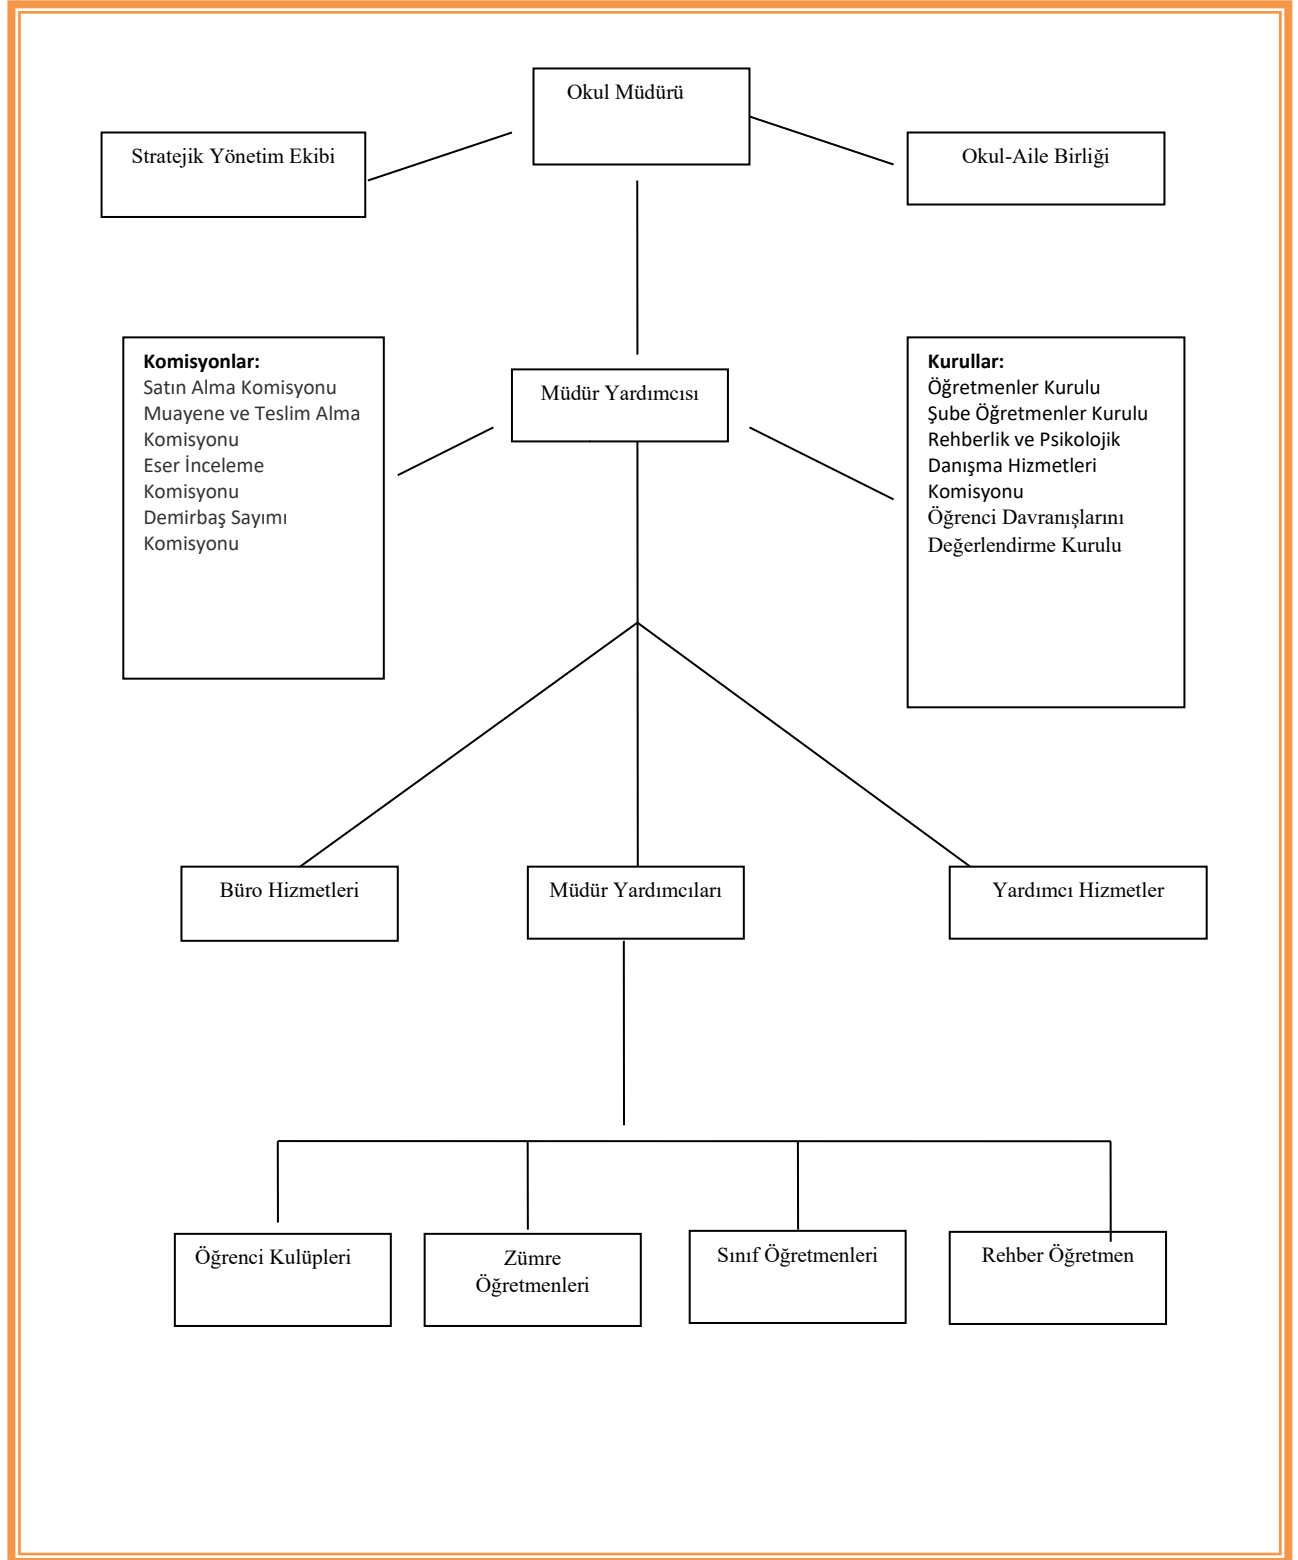 Okul Müdürü
Stratejik Yönetim Ekibi
Okul-Aile Birliği
Komisyonlar:
Satın Alma Komisyonu
Muayene ve Teslim Alma
Komisyonu
Eser İnceleme
Komisyonu
Demirbaş Sayımı
Komisyonu
Müdür Yardımcısı
Kurullar:
Öğretmenler Kurulu
Şube Öğretmenler Kurulu
Rehberlik ve Psikolojik
Danışma Hizmetleri
Komisyonu
Öğrenci Davranışlarını
Değerlendirme Kurulu
Büro Hizmetleri
Müdür Yardımcıları
Yardımcı Hizmetler
Öğrenci Kulüpleri
Zümre
Öğretmenleri
Sınıf Öğretmenleri
Rehber Öğretmen